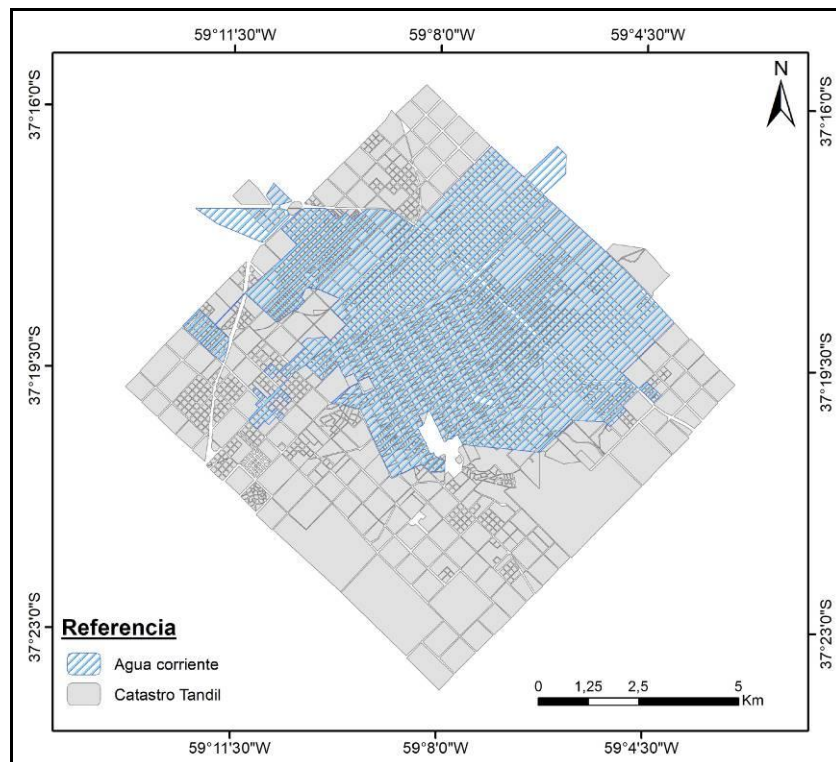 59°11'30"W 59°8'0"W 59°4'30"W
N
37°16'0"S 37°16'0"S
37°19'30"S 37°19'30"S
37°23'0"S 37°23'0"S
Referencia
Agua corriente
Catastro Tandil
0 1,25 2,5 5
Km
59°11'30"W 59°8'0"W 59°4'30"W